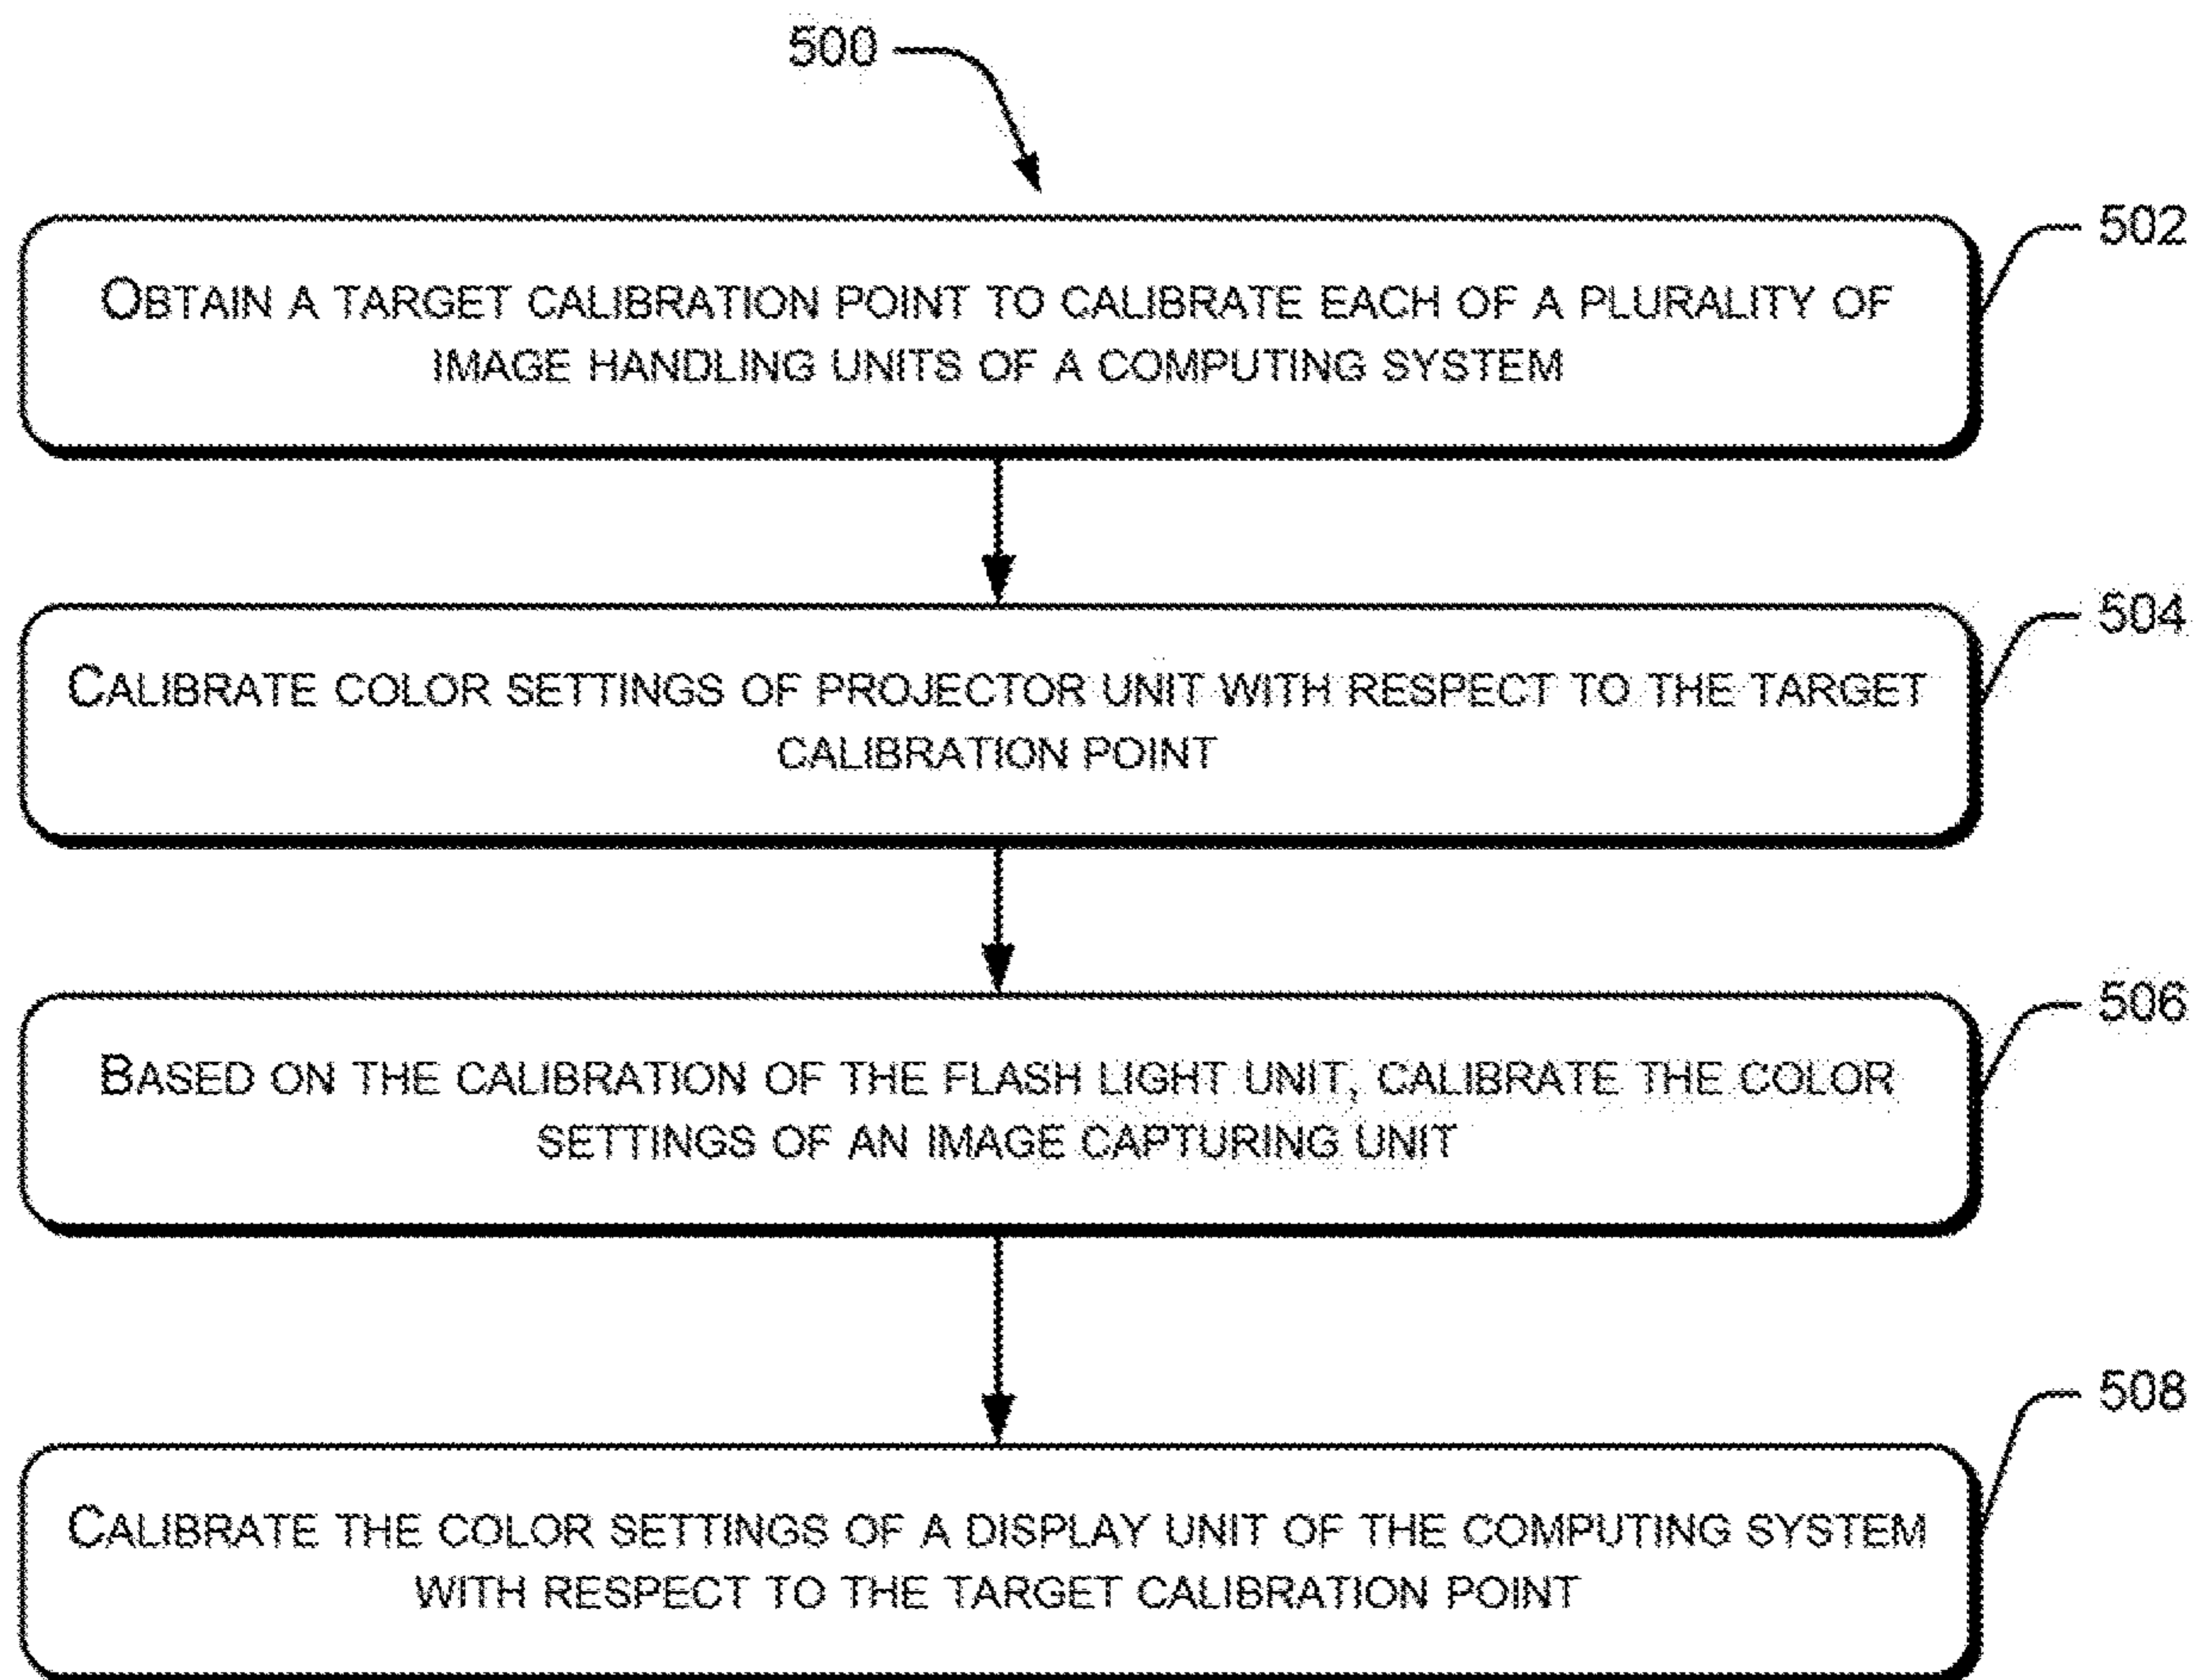 500
502
OBTAIN A TARGET CALIBRATION POINT TO CALIBRATE EACH OF A PLURALITY OF
IMAGE HANDLING UNITS OF A COMPUTING SYSTEM
504
CALIBRATE COLOR SETTINGS OF PROJECTOR UNIT WITH RESPECT TO THE TARGET
CALIBRATION POINT
506
BASED ON THE CALIBRATION OF THE FLASH LIGHT UNIT, CALIBRATE THE COLOR
SETTINGS OF AN IMAGE CAPTURING UNIT
508
CALIBRATE THE COLOR SETTINGS OF A DISPLAY UNIT OF THE COMPUTING SYSTEM
WITH RESPECT TO THE TARGET CALIBRATION POINT